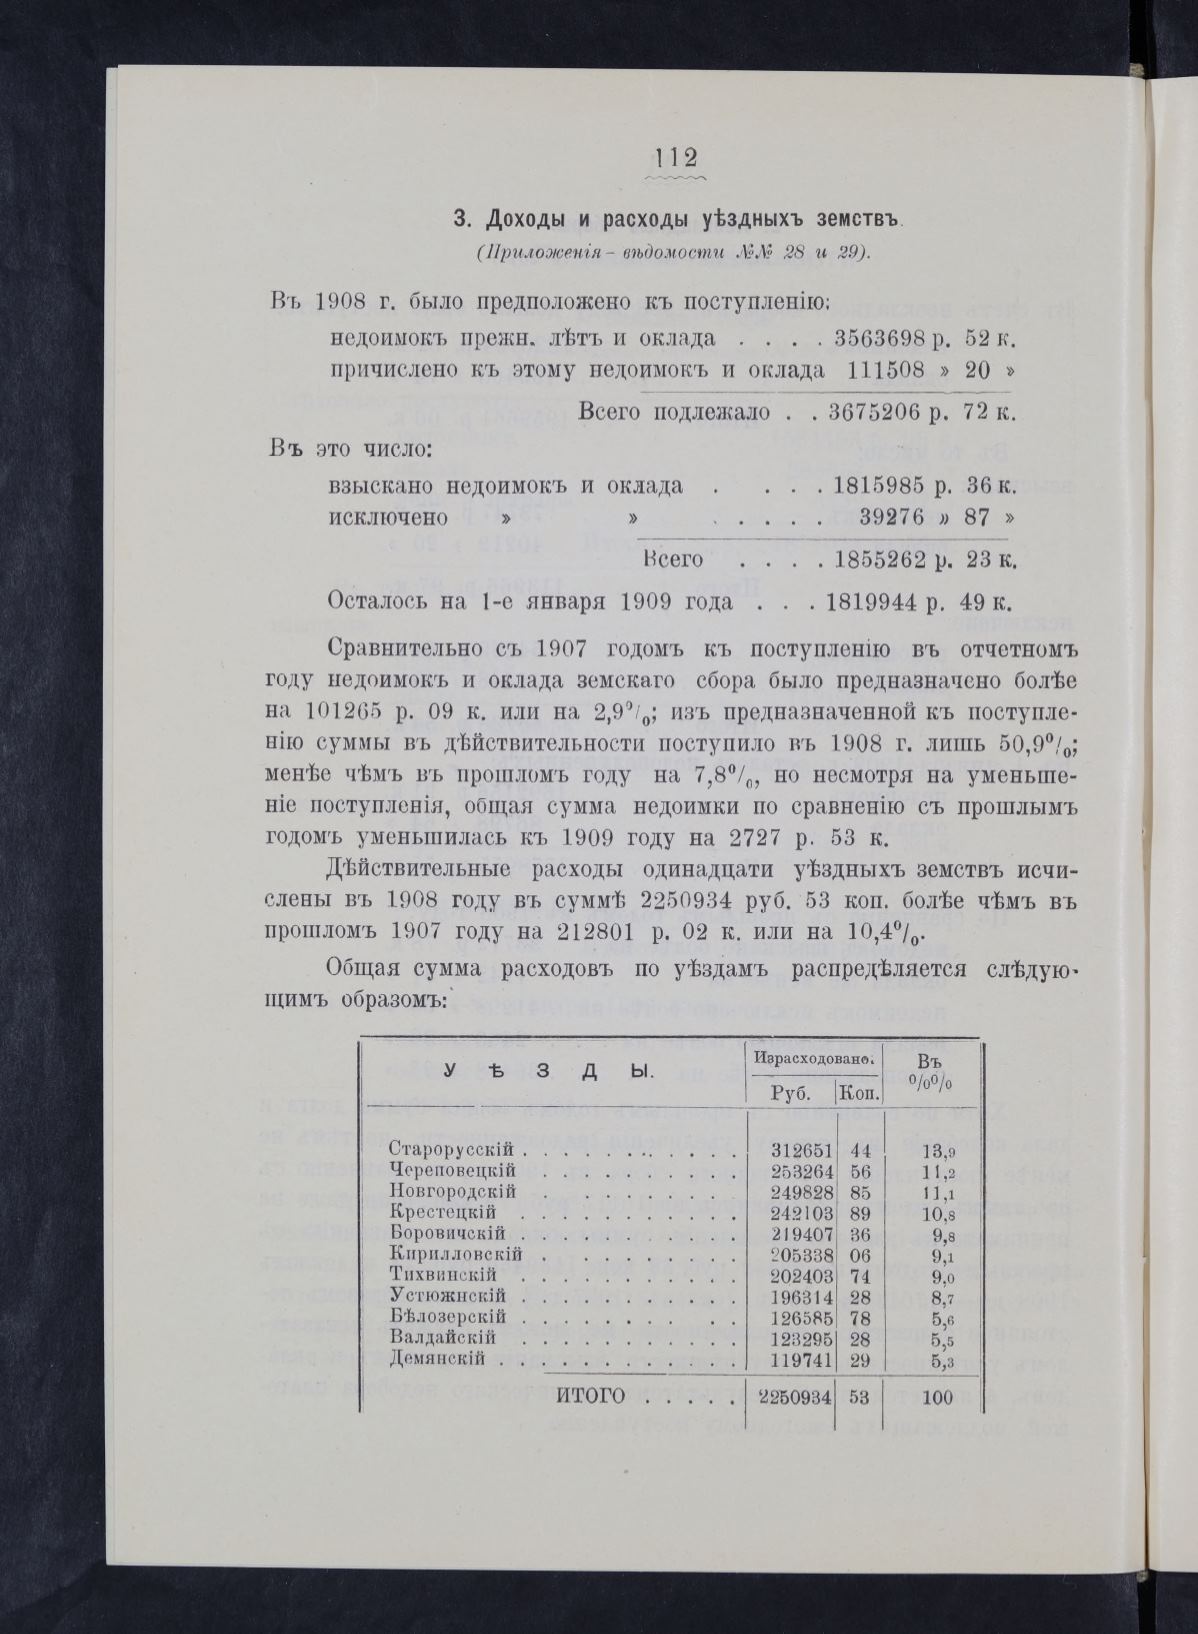 112
3. Доходы и расходы уѣздныхъ земствъ.
(Приложенія - вѣдомости №№ 28 и 29).
Въ 1908 г. было предположено къ поступленію:
недоимокъ прежн. лѣтъ и оклада . . . . 3563698 р. 52 к.
причислено къ этому недоимокъ и оклада 111508 » 20 »
Всего подлежало . . 3675206 р. 72 к.
Въ это число:
взыскано недоимокъ и оклада . . . . 1815985 р. 36 к.
исключено » » . . . . . 39276 » 87 »
Всего . . . . 1855262 р. 23 к.
Осталось на 1-е января 1909 года . . . 1819944 р. 49 к.
Сравнительно съ 1907 годомъ къ поступленію въ отчетномъ
году недоимокъ и оклада земскаго сбора было предназначено болѣе
на 101265 р. 09 к. или на 2,9%; изъ предназначенной къ поступле-
нію суммы въ дѣйствительности поступило въ 1908 г. лишь 50,9%;
менѣе чѣмъ въ прошломъ году на 7,8%, но несмотря на уменьше-
ніе поступленія, общая сумма недоимки по сравненію съ прошлымъ
годомъ уменьшилась къ 1909 году на 2727 р. 53 к.
Дѣйствительные расходы одинадцати уѣздныхъ земствъ исчи-
слены въ 1908 году въ суммѣ 2250934 руб. 53 коп. болѣе чѣмъ въ
прошломъ 1907 году на 212801 р. 02 к. или на 10,4%.
Общая сумма расходовъ по уѣздамъ распредѣляется слѣдую-
щимъ образомъ:
УѢЗДЫ. Израсходовано. Въ %%
Руб. Коп.
Старорусскій . . . . . . . . . . . 312651 44 13,9
Череповецкій . . . . . . . . . . 253264 56 11,2
Новгородскій . . . . . . . . . . 249828 85 11,1
Крестецкій . . . . . . . . . . . 242103 89 10,8
Боровичскій . . . . . . . . . . . 219407 36 9,8
Кирилловскій . . . . . . . . . . 205338 06 9,1
Тихвинскій . . . . . . . . . . . 202403 74 9,0
Устюжнскій . . . . . . . . . . . 196314 28 8,7
Бѣлозерскій . . . . . . . . . . . 126585 78 5,6
Валдайскій . . . . . . . . . . . 123295 28 5,5
Демянскій . . . . . . . . . . . . 119741 29 5,3
ИТОГО . . . . . 2250934 53 100